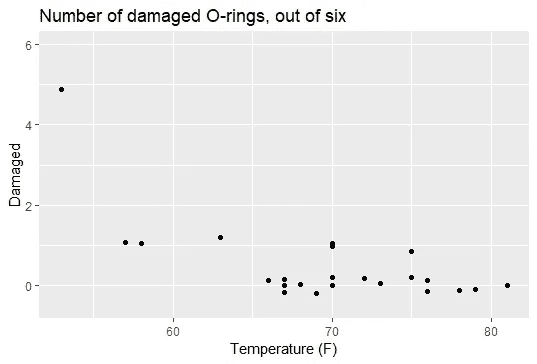 Number of damaged O-rings, out of six
6
4
2
0
Damaged
60 70 80
Temperature (F)